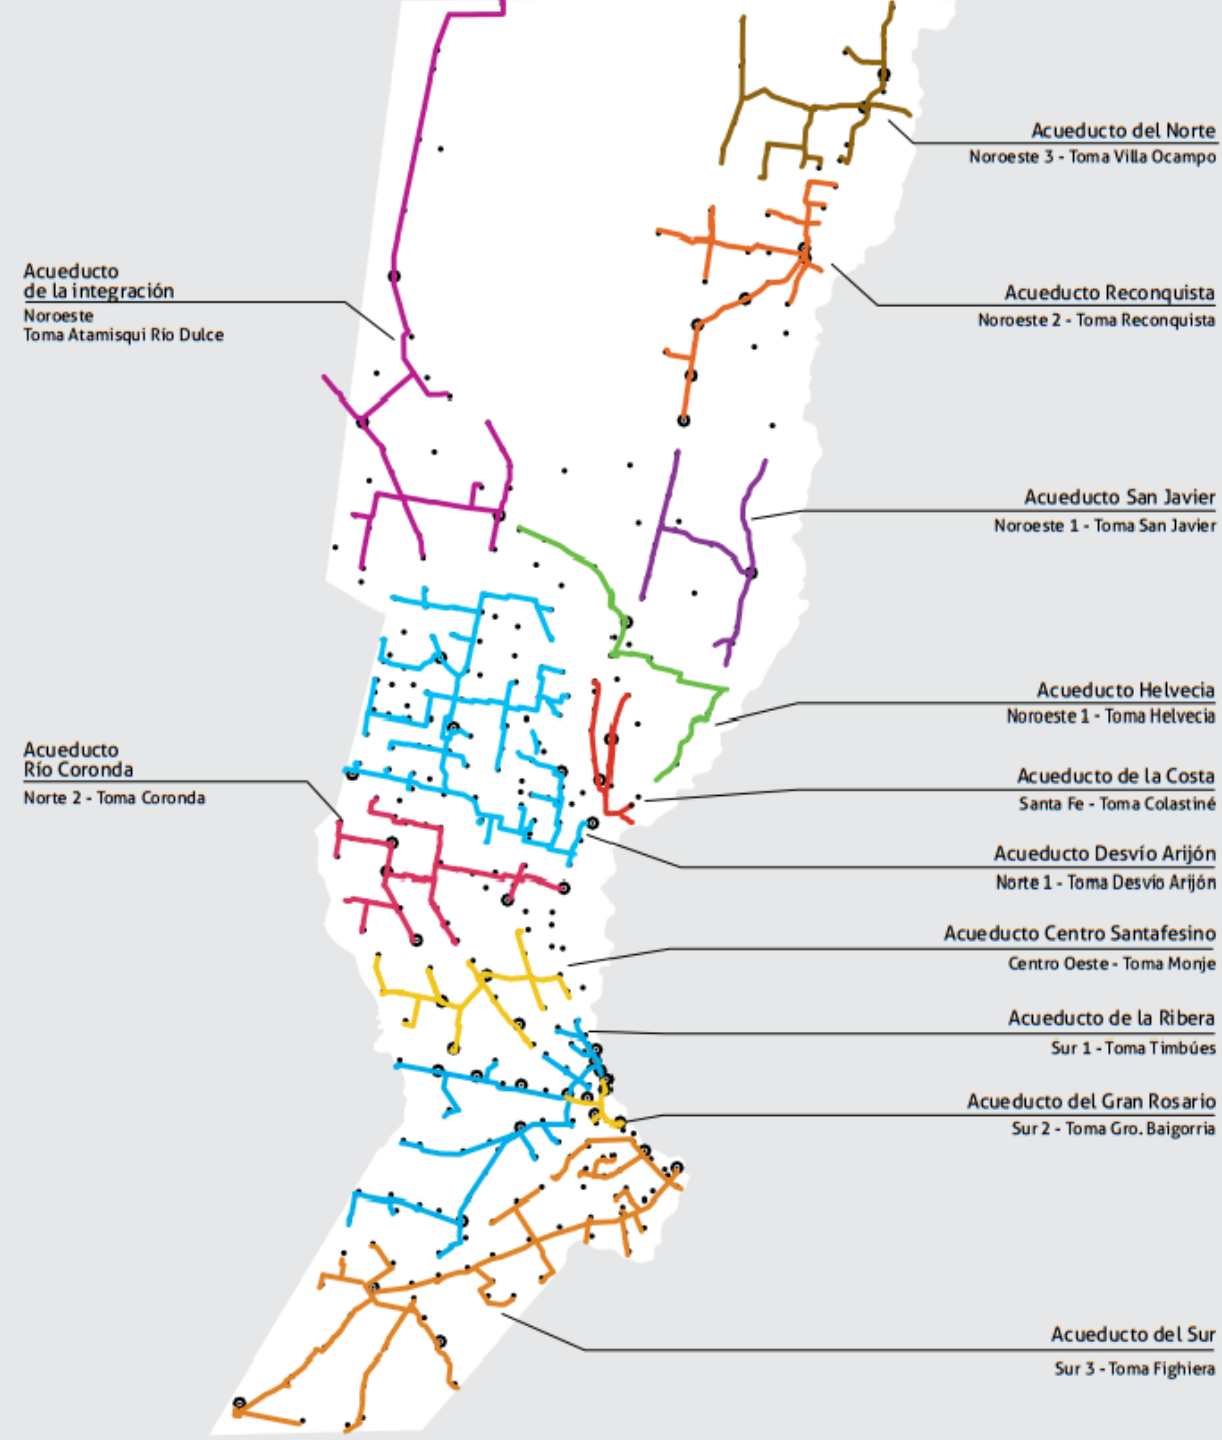 Acueducto del Norte
Noroeste 3 - Toma Villa Ocampo
Acueducto
de la integración
Noroeste
Toma Atamisqui Río Dulce
Acueducto Reconquista
Noroeste 2 - Toma Reconquista
Acueducto San Javier
Noroeste 1 - Toma San Javier
Acueducto Helvecia
Noroeste 1 - Toma Helvecia
Acueducto
Río Coronda
Norte 2 - Toma Coronda
Acueducto de la Costa
Santa Fe - Toma Colastiné
Acueducto Desvío Arijón
Norte 1 - Toma Desvío Arijón
Acueducto Centro Santafesino
Centro Oeste - Toma Monje
Acueducto de la Ribera
Sur 1 - Toma Timbúes
Acueducto del Gran Rosario
Sur 2 - Toma Gro. Baigorria
Acueducto del Sur
Sur 3 - Toma Fighiera